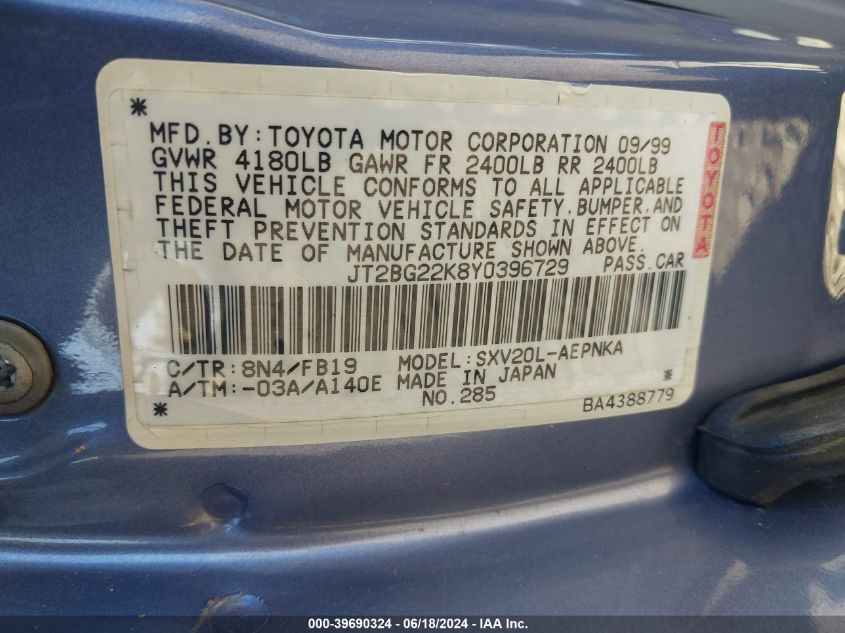 *
MFD. BY: TOYOTA MOTOR CORPORATION 09/99
GVWR 4180LB GAWR FR 2400LB RR 2400LB
THIS VEHICLE CONFORMS TO ALL APPLICABLE
FEDERAL MOTOR VEHICLE SAFETY, BUMPER, AND
THEFT PREVENTION STANDARDS IN EFFECT ON
THE DATE OF MANUFACTURE SHOWN ABOVE.
JT2BG22K8Y0396729 PASS. CAR
TOYOTA
C/TR: 8N4/FB19 MODEL: SXV20L-AEPNKA
A/TM: -03A/A140E MADE IN JAPAN *
* NO. 285 BA4388779
000-39690324 - 06/18/2024 - IAA Inc.